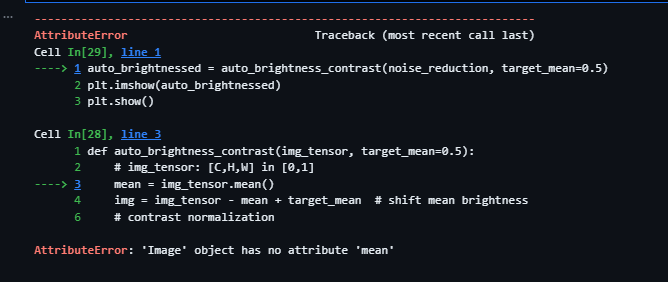 ...
---------------------------------------------------------------------------
AttributeError                            Traceback (most recent call last)
Cell In[29], line 1
----> 1 auto_brightnessed = auto_brightness_contrast(noise_reduction, target_mean=0.5)
      2 plt.imshow(auto_brightnessed)
      3 plt.show()

Cell In[28], line 3
      1 def auto_brightness_contrast(img_tensor, target_mean=0.5):
      2     # img_tensor: [C,H,W] in [0,1]
----> 3     mean = img_tensor.mean()
      4     img = img_tensor - mean + target_mean  # shift mean brightness
      6     # contrast normalization

AttributeError: 'Image' object has no attribute 'mean'